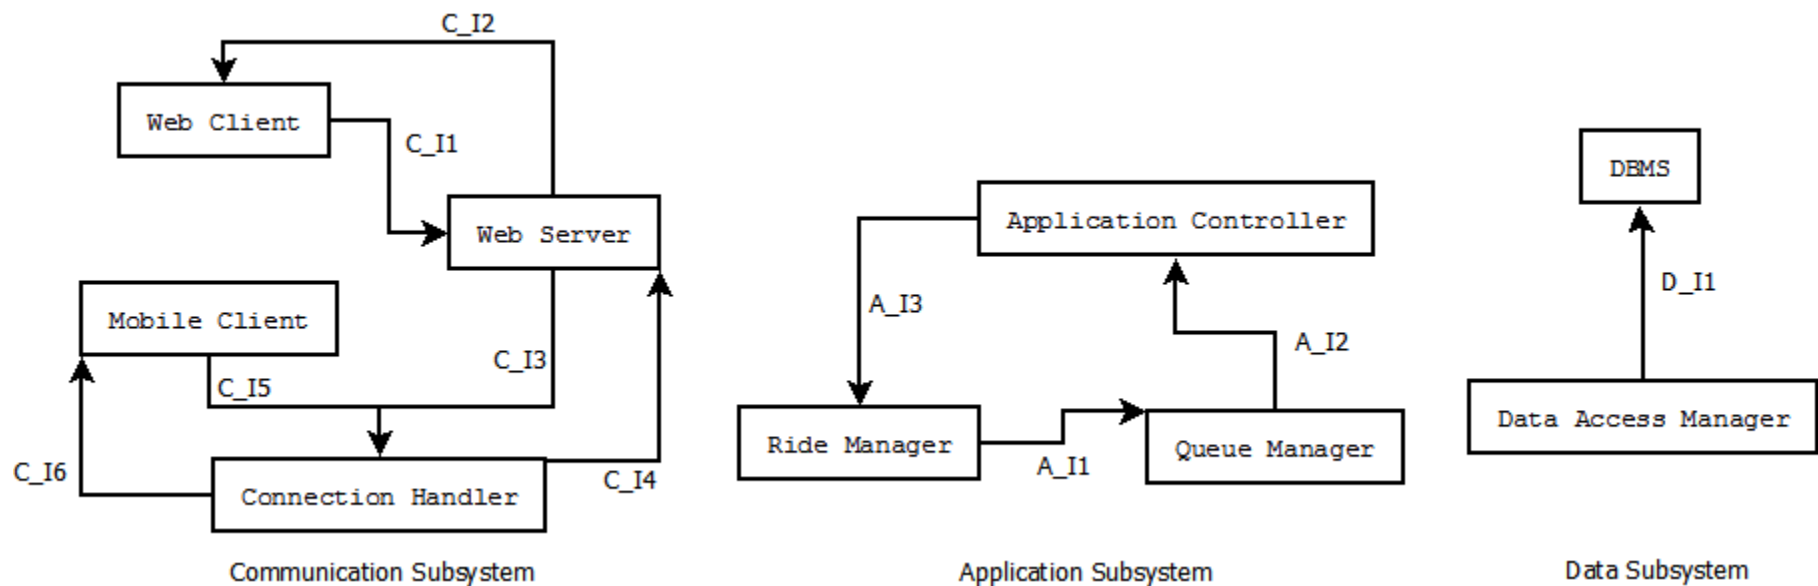 C_I2
Web Client
C_I1
Web Server
Mobile Client
C_I3
C_I5
C_I6
C_I4
Connection Handler
Communication Subsystem
Application Controller
A_I3
A_I2
Ride Manager
A_I1
Queue Manager
Application Subsystem
DBMS
D_I1
Data Access Manager
Data Subsystem